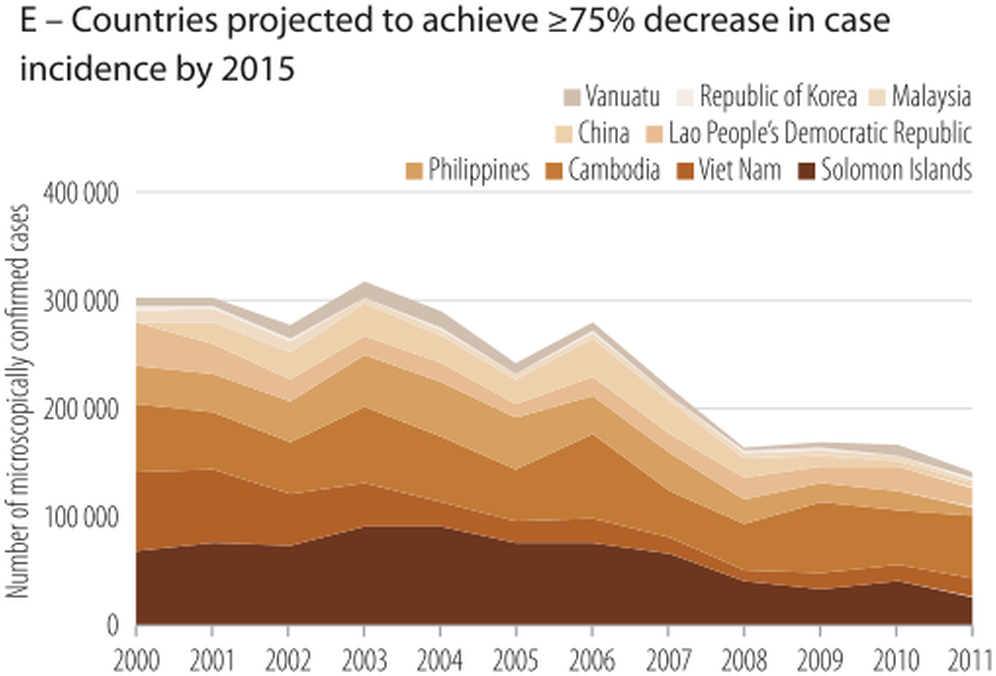 E – Countries projected to achieve ≥75% decrease in case
incidence by 2015
Vanuatu Republic of Korea Malaysia
China Lao People's Democratic Republic
Philippines Cambodia Viet Nam Solomon Islands
Number of microscopically confirmed cases
400 000
300 000
200 000
100 000
0
2000 2001 2002 2003 2004 2005 2006 2007 2008 2009 2010 2011